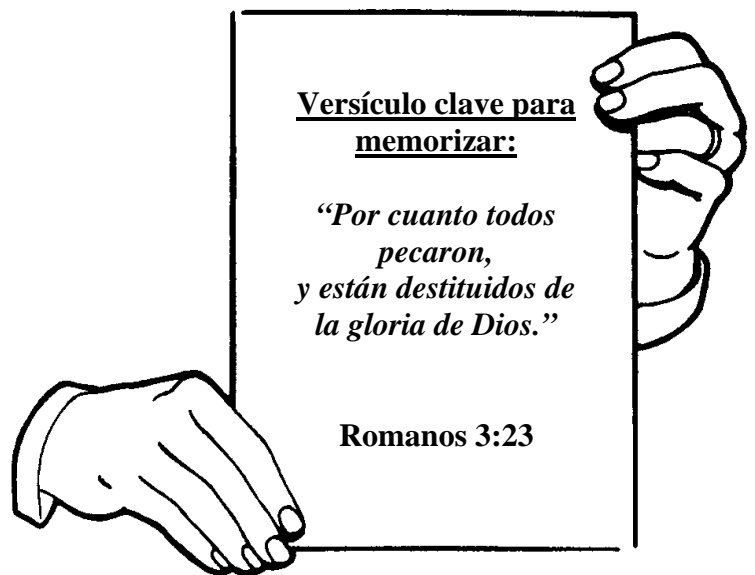 Versículo clave para
memorizar:
“Por cuanto todos
pecaron,
y están destituidos de
la gloria de Dios.”
Romanos 3:23